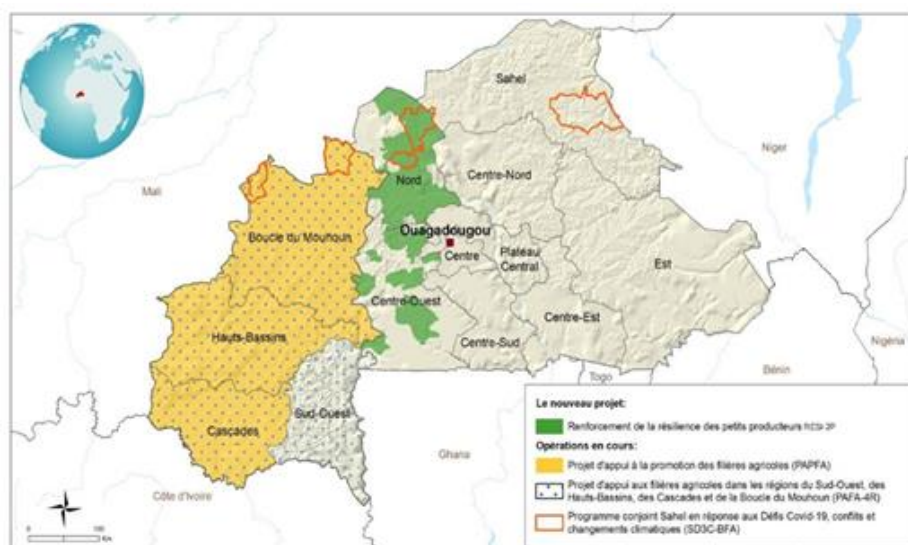 Sahel
Niger
Mali
Nord
Centre-Nord
Ouagadougou
Boucle du Mouhoun
Centre
Plateau
Central
Est
Centre-Ouest
Hauts-Bassins
Centre-Est
Centre-Sud
Nigéria
Bénin
Togo
Sud-Ouest
Cascades
Ghana
Côte d'Ivoire
Le nouveau projet:
Renforcement de la résilience des petits producteurs
Opérations en cours:
Projet d'appui à la promotion des filières agricoles (PAPFA)
Projet d'appui aux filières agricoles dans les régions du Sud-Ouest, des
Hauts-Bassins, des Cascades et de la Boucle du Mouhoun (PAFA-4R)
Programme conjoint Sahel en réponse aux Défis Covid-19, conflits et
changements climatiques (SD3C-BFA)